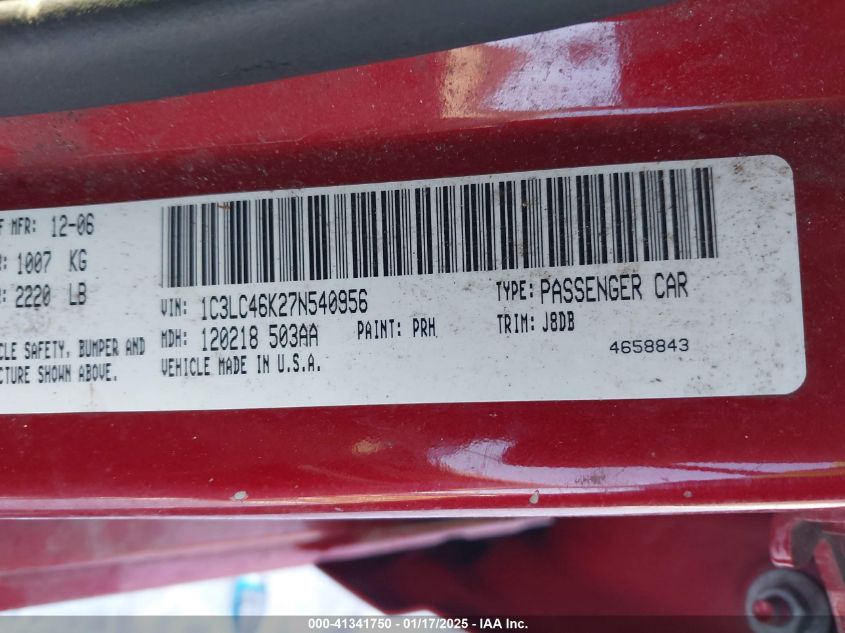 F MFR: 12-06
R: 1007 KG
R: 2220 LB
VIN: 1C3LC46K27N540956
TYPE: PASSENGER CAR
MDH: 120218 503AA
PAINT: PRH
TRIM: J8DB
CLE SAFETY, BUMPER AND
VEHICLE MADE IN U.S.A.
4658843
CTURE SHOWN ABOVE.
000-41341750 - 01/17/2025 - IAA Inc.